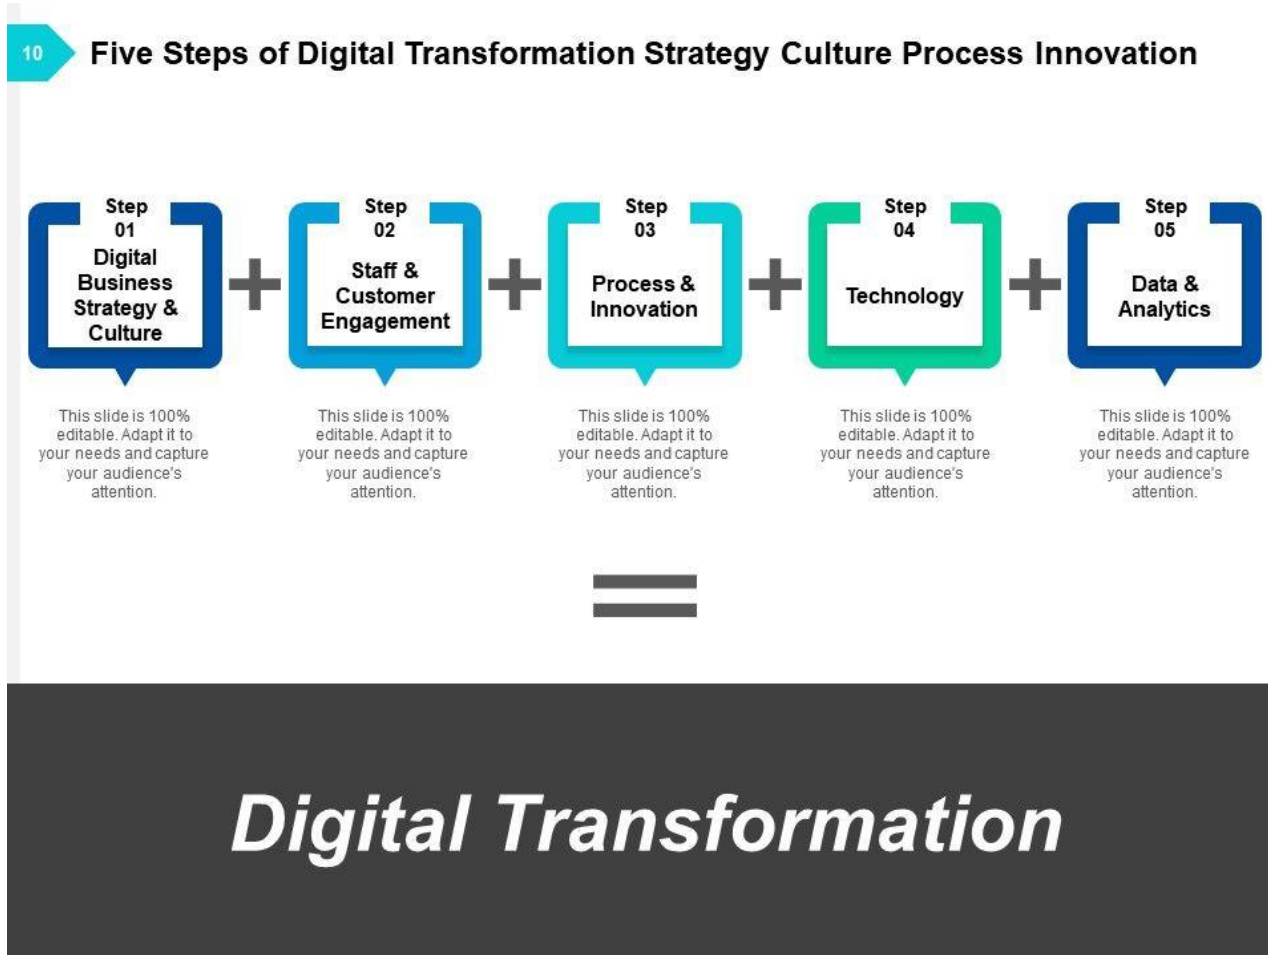 10
Five Steps of Digital Transformation Strategy Culture Process Innovation
Step
01
Digital
Business
Strategy &
Culture
Step
02
Staff &
Customer
Engagement
Step
03
Process &
Innovation
Step
04
Technology
Step
05
Data &
Analytics
This slide is 100%
editable. Adapt it to
your needs and capture
your audience's
attention.
This slide is 100%
editable. Adapt it to
your needs and capture
your audience's
attention.
This slide is 100%
editable. Adapt it to
your needs and capture
your audience's
attention.
This slide is 100%
editable. Adapt it to
your needs and capture
your audience's
attention.
This slide is 100%
editable. Adapt it to
your needs and capture
your audience's
attention.
Digital Transformation